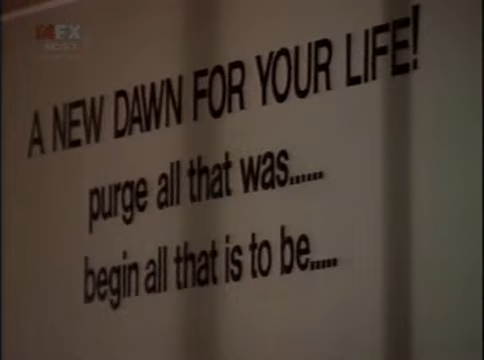 FX
A NEW DAWN FOR YOUR LIFE!
purge all that was......
begin all that is to be.....